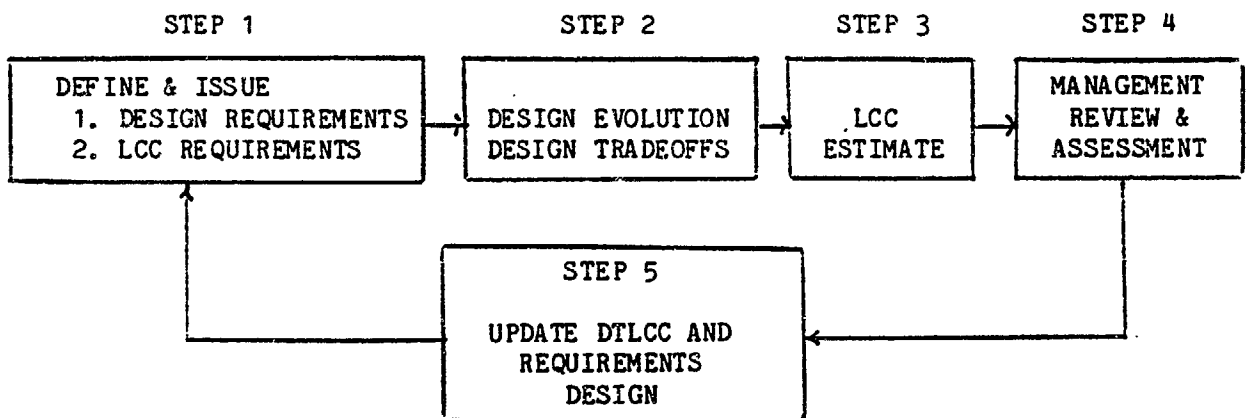 STEP 1
STEP 2
STEP 3
STEP 4
DEFINE & ISSUE
1. DESIGN REQUIREMENTS
2. LCC REQUIREMENTS
DESIGN EVOLUTION
DESIGN TRADEOFFS
LCC
ESTIMATE
MANAGEMENT
REVIEW &
ASSESSMENT
STEP 5
UPDATE DTLCC AND
REQUIREMENTS
DESIGN